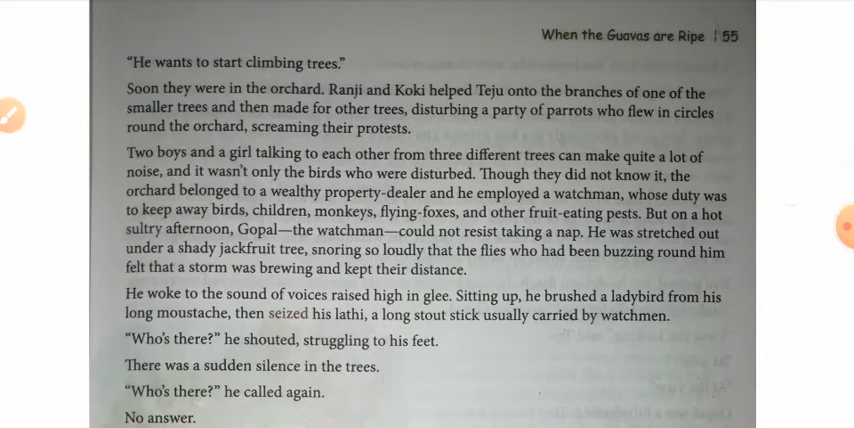 When the Guavas are Ripe | 55
“He wants to start climbing trees.”
Soon they were in the orchard. Ranji and Koki helped Teju onto the branches of one of the
smaller trees and then made for other trees, disturbing a party of parrots who flew in circles
round the orchard, screaming their protests.
Two boys and a girl talking to each other from three different trees can make quite a lot of
noise, and it wasn’t only the birds who were disturbed. Though they did not know it, the
orchard belonged to a wealthy property-dealer and he employed a watchman, whose duty was
to keep away birds, children, monkeys, flying-foxes, and other fruit-eating pests. But on a hot
sultry afternoon, Gopal—the watchman—could not resist taking a nap. He was stretched out
under a shady jackfruit tree, snoring so loudly that the flies who had been buzzing round him
felt that a storm was brewing and kept their distance.
He woke to the sound of voices raised high in glee. Sitting up, he brushed a ladybird from his
long moustache, then seized his lathi, a long stout stick usually carried by watchmen.
“Who’s there?” he shouted, struggling to his feet.
There was a sudden silence in the trees.
“Who’s there?” he called again.
No answer.